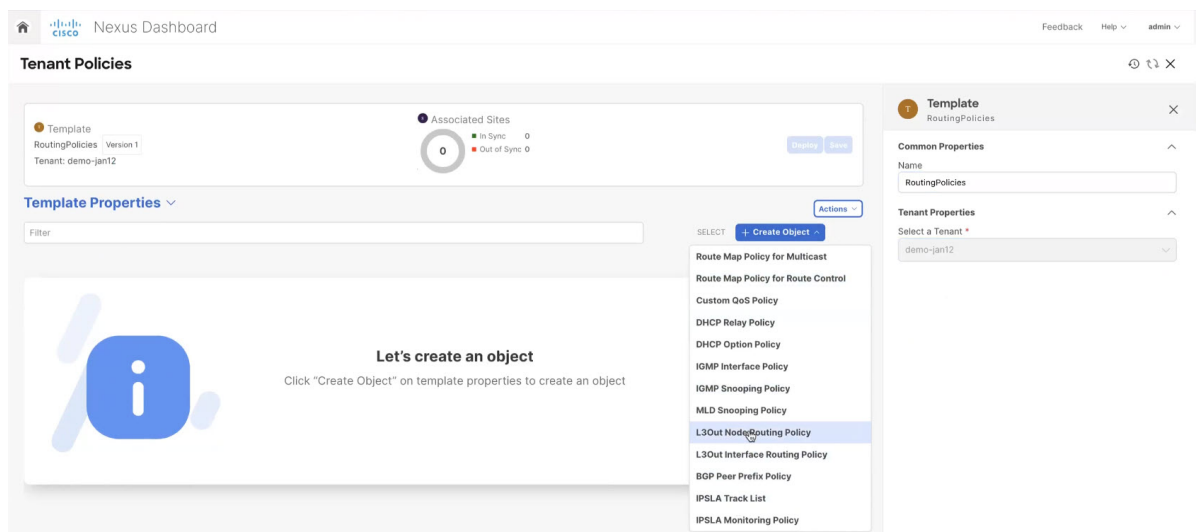 CISCO Nexus Dashboard
Feedback Help admin
Tenant Policies
Template
RoutingPolicies Version 1
Tenant: demo-jan12
Associated Sites
0
In Sync 0
Out of Sync 0
Deploy Save
Template Properties
Actions
Filter
SELECT + Create Object
Route Map Policy for Multicast
Route Map Policy for Route Control
Custom QoS Policy
DHCP Relay Policy
DHCP Option Policy
IGMP Interface Policy
IGMP Snooping Policy
MLD Snooping Policy
L3Out Node Routing Policy
L3Out Interface Routing Policy
BGP Peer Prefix Policy
IPSLA Track List
IPSLA Monitoring Policy
Let's create an object
Click "Create Object" on template properties to create an object
T
Template
RoutingPolicies
Common Properties
Name
RoutingPolicies
Tenant Properties
Select a Tenant *
demo-jan12